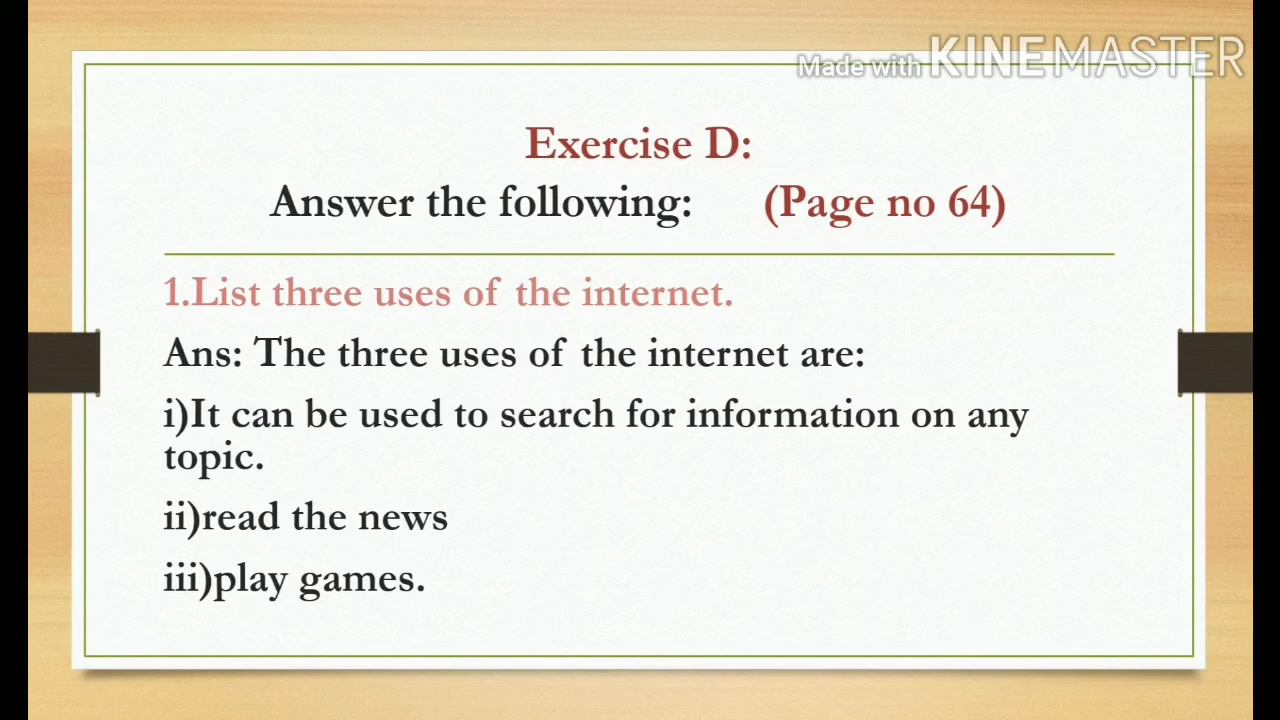 Made with KINEMASTER
Exercise D:
Answer the following: (Page no 64)
1.List three uses of the internet.
Ans: The three uses of the internet are:
i)It can be used to search for information on any
topic.
ii)read the news
iii)play games.